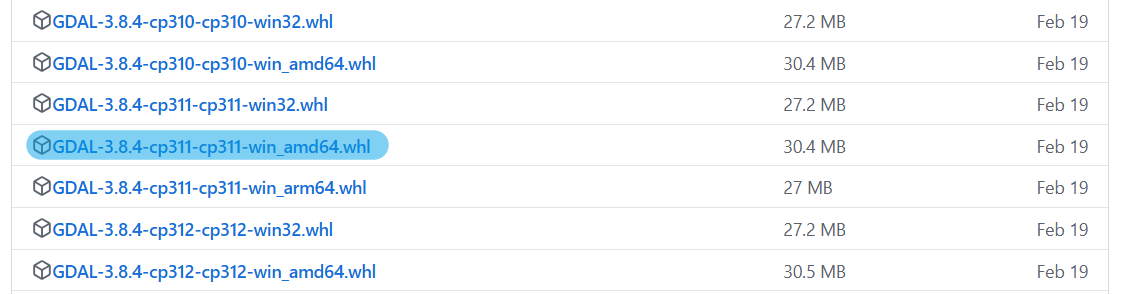 GDAL-3.8.4-cp310-cp310-win32.whl 27.2 MB Feb 19
GDAL-3.8.4-cp310-cp310-win_amd64.whl 30.4 MB Feb 19
GDAL-3.8.4-cp311-cp311-win32.whl 27.2 MB Feb 19
GDAL-3.8.4-cp311-cp311-win_amd64.whl 30.4 MB Feb 19
GDAL-3.8.4-cp311-cp311-win_arm64.whl 27 MB Feb 19
GDAL-3.8.4-cp312-cp312-win32.whl 27.2 MB Feb 19
GDAL-3.8.4-cp312-cp312-win_amd64.whl 30.5 MB Feb 19